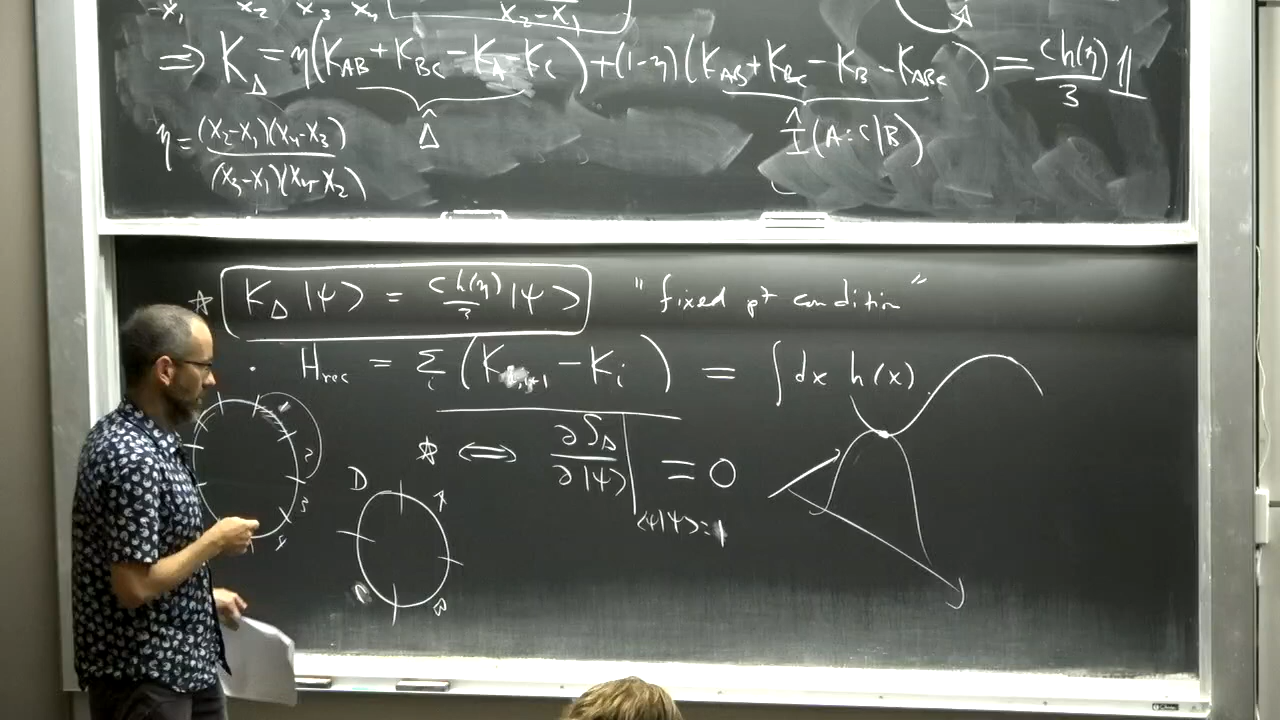 -x₁ x₂ x₃ x₄ x₂-x₁
⇒ K_Δ = η(K_AB + K_BC - K_A - K_C) + (1-η)(K_AB + K_BC - K_B - K_ABC) = c h(η)/3 𝟙
Δ̂ Î(A:C|B)
η = (x₂-x₁)(x₄-x₃)/(x₃-x₁)(x₄-x₂)
☆ K_Δ|ψ> = c h(η)/3 |ψ> "fixed pt condition"
· H_rec = Σ_i (K_i,i+1 - K_i) = ∫dx h(x)
☆ ⟺ ∂S_Δ/∂|ψ> | <ψ|ψ>=1 = 0
2
3
D A
B